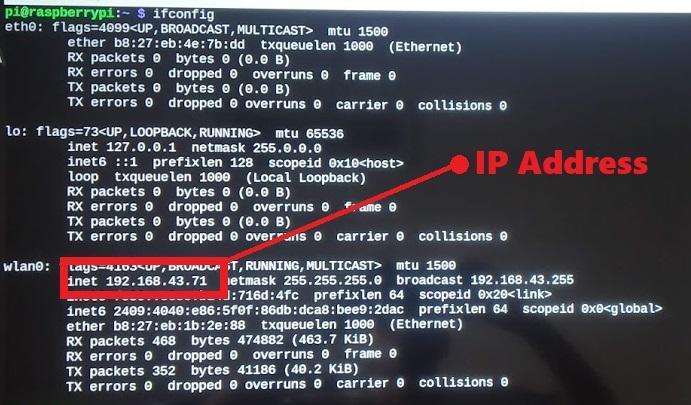 pi@raspberrypi:~ $ ifconfig
eth0: flags=4099<UP,BROADCAST,MULTICAST>  mtu 1500
ether b8:27:eb:4e:7b:dd  txqueuelen 1000  (Ethernet)
RX packets 0  bytes 0 (0.0 B)
RX errors 0  dropped 0  overruns 0  frame 0
TX packets 0  bytes 0 (0.0 B)
TX errors 0  dropped 0 overruns 0  carrier 0  collisions 0
lo: flags=73<UP,LOOPBACK,RUNNING>  mtu 65536
inet 127.0.0.1  netmask 255.0.0.0
inet6 ::1  prefixlen 128  scopeid 0x10<host>
loop  txqueuelen 1000  (Local Loopback)
RX packets 0  bytes 0 (0.0 B)
RX errors 0  dropped 0  overruns 0  frame 0
TX packets 0  bytes 0 (0.0 B)
TX errors 0  dropped 0 overruns 0  carrier 0  collisions 0
IP Address
wlan0: flags=4163<UP,BROADCAST,RUNNING,MULTICAST>  mtu 1500
inet 192.168.43.71  netmask 255.255.255.0  broadcast 192.168.43.255
:716d:4fc  prefixlen 64  scopeid 0x20<link>
inet6 2409:4040:e86:5f0f:86db:dca8:bee9:2dac  prefixlen 64  scopeid 0x0<global>
ether b8:27:eb:1b:2e:88  txqueuelen 1000  (Ethernet)
RX packets 468  bytes 474882 (463.7 KiB)
RX errors 0  dropped 0  overruns 0  frame 0
TX packets 352  bytes 41186 (40.2 KiB)
TX errors 0  dropped 0 overruns 0  carrier 0  collisions 0